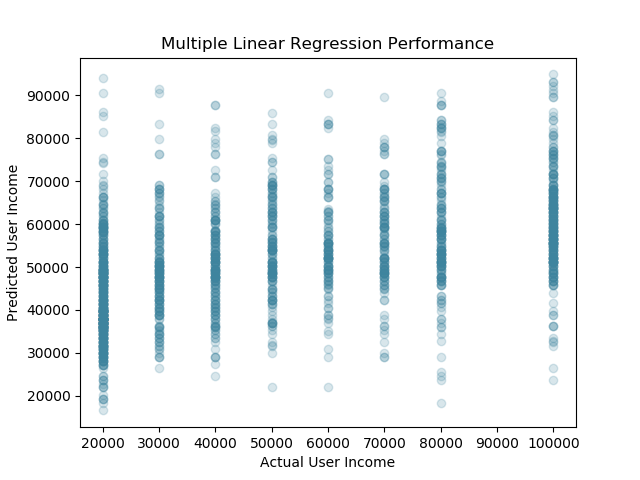 Multiple Linear Regression Performance
Predicted User Income
90000
80000
70000
60000
50000
40000
30000
20000
20000 30000 40000 50000 60000 70000 80000 90000 100000
Actual User Income